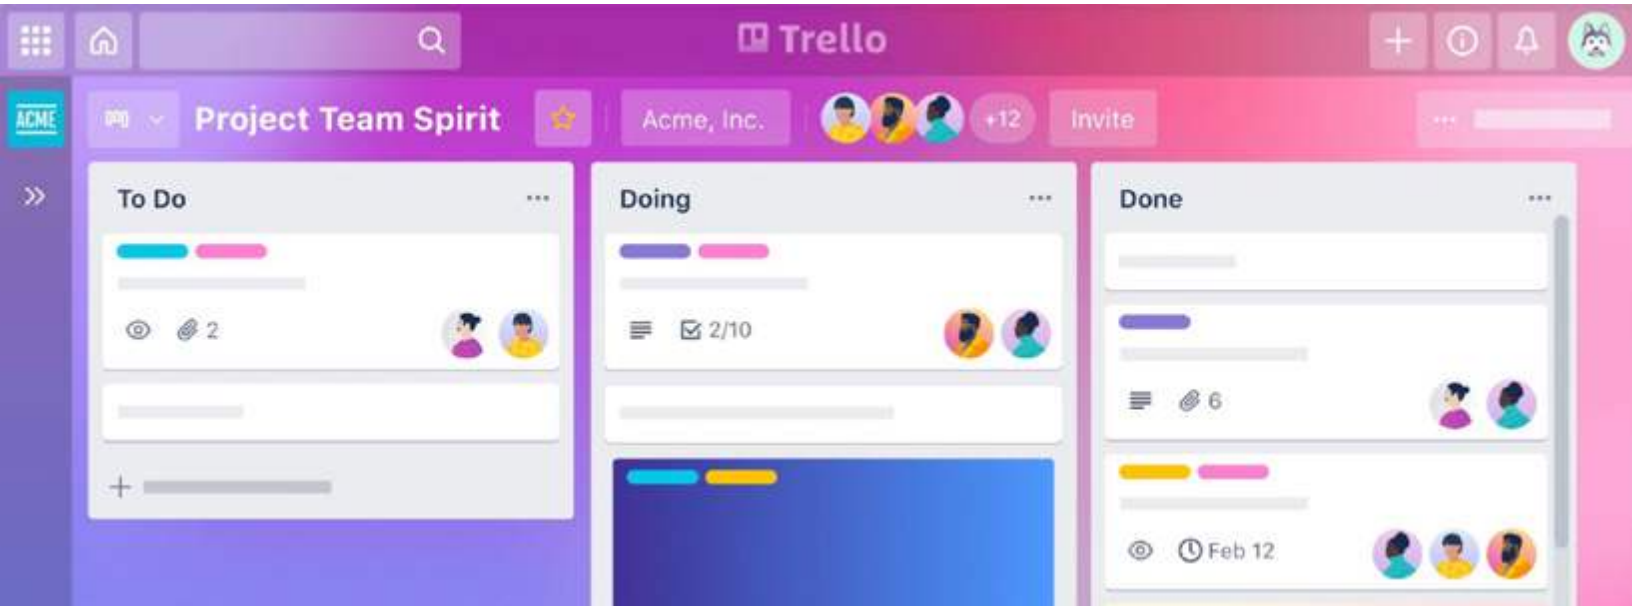 Trello
ACME
Project Team Spirit
Acme, Inc.
+12
Invite
To Do
Doing
Done
2
2/10
6
Feb 12